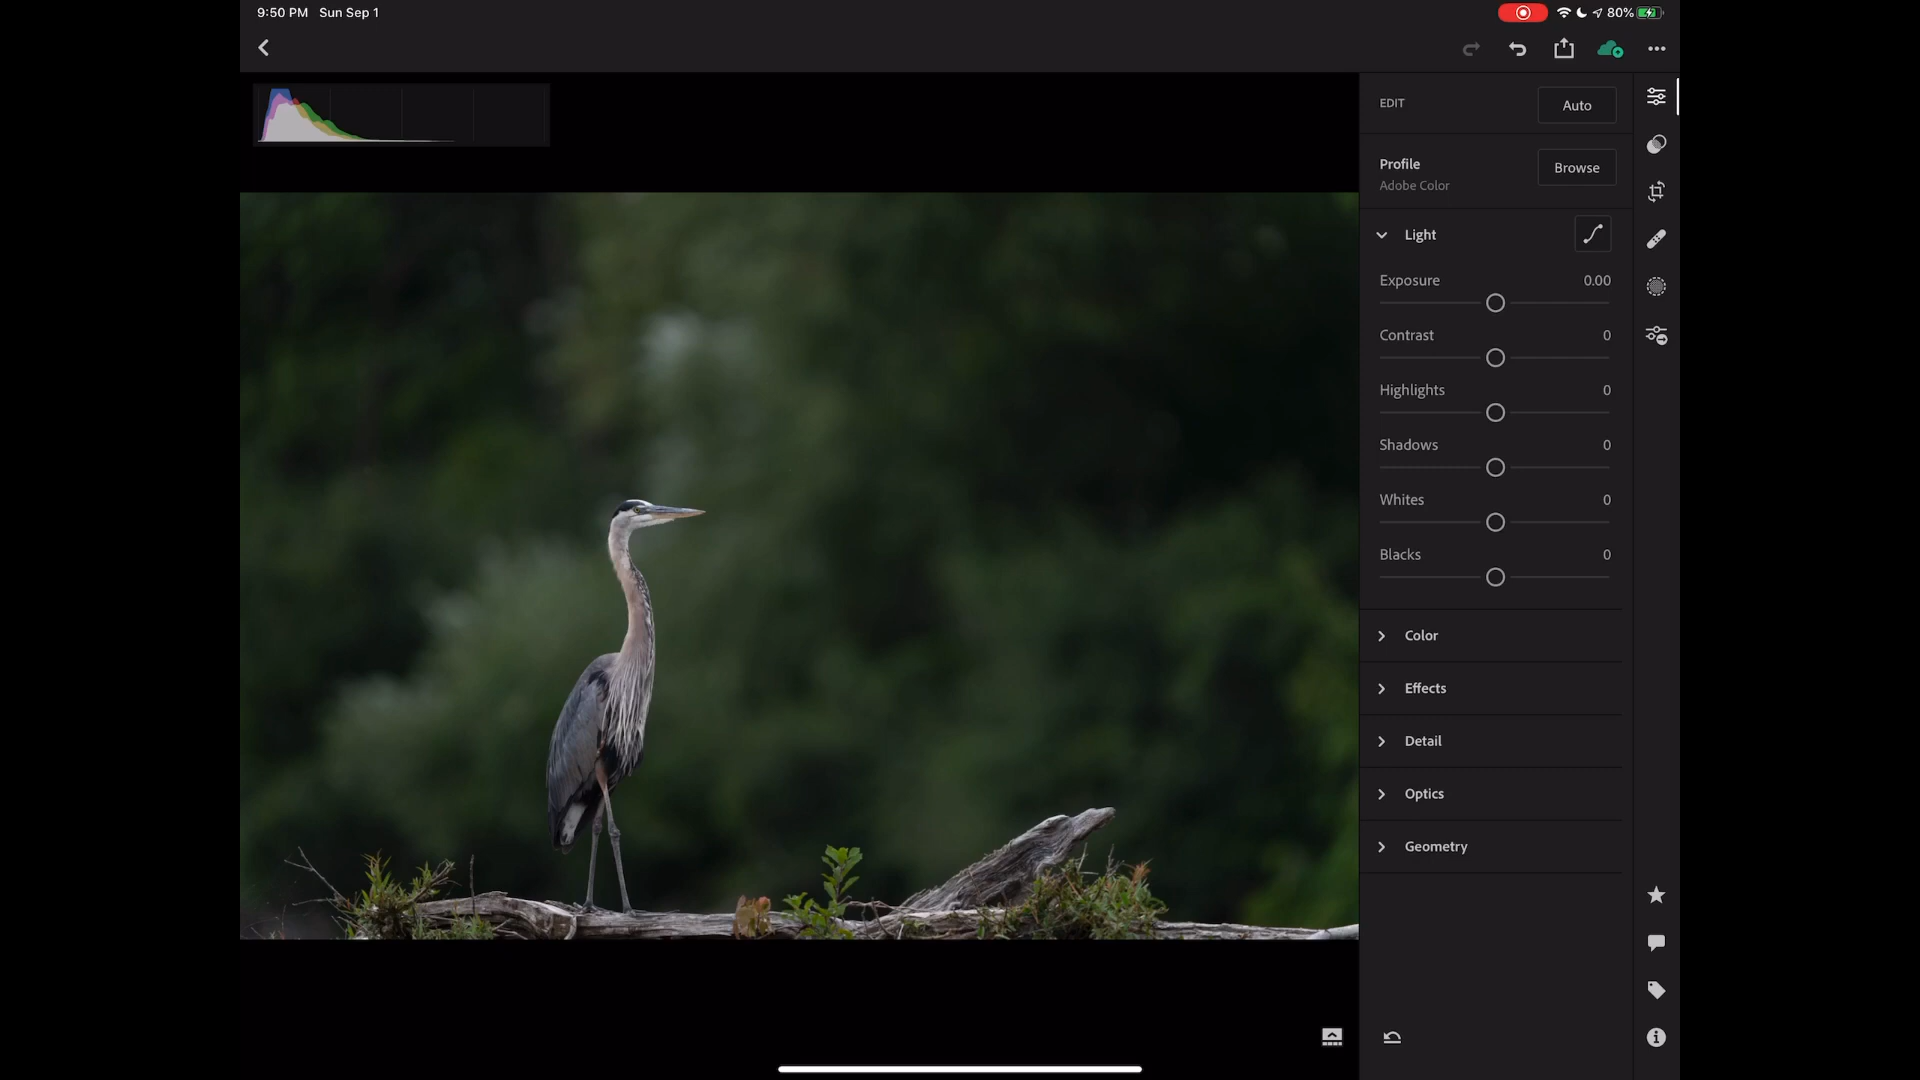 9:50 PM Sun Sep 1
80%
EDIT
Auto
Profile
Adobe Color
Browse
Light
Exposure 0.00
Contrast 0
Highlights 0
Shadows 0
Whites 0
Blacks 0
Color
Effects
Detail
Optics
Geometry